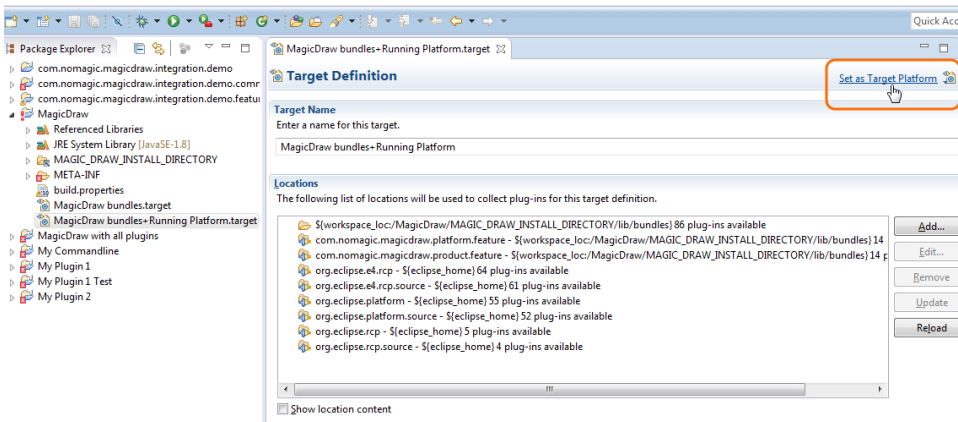 Quick Acc
Package Explorer
com.nomagic.magicdraw.integration.demo
com.nomagic.magicdraw.integration.demo.comr
com.nomagic.magicdraw.integration.demo.featur
MagicDraw
Referenced Libraries
JRE System Library [JavaSE-1.8]
MAGIC_DRAW_INSTALL_DIRECTORY
META-INF
build.properties
MagicDraw bundles.target
MagicDraw bundles+Running Platform.target
MagicDraw with all plugins
My Commandline
My Plugin 1
My Plugin 1 Test
My Plugin 2
MagicDraw bundles+Running Platform.target
Target Definition
Set as Target Platform
Target Name
Enter a name for this target.
MagicDraw bundles+Running Platform
Locations
The following list of locations will be used to collect plug-ins for this target definition.
${workspace_loc:/MagicDraw/MAGIC_DRAW_INSTALL_DIRECTORY/lib/bundles} 86 plug-ins available
com.nomagic.magicdraw.platform.feature - ${workspace_loc:/MagicDraw/MAGIC_DRAW_INSTALL_DIRECTORY/lib/bundles} 14
com.nomagic.magicdraw.product.feature - ${workspace_loc:/MagicDraw/MAGIC_DRAW_INSTALL_DIRECTORY/lib/bundles} 14 p
org.eclipse.e4.rcp - ${eclipse_home} 64 plug-ins available
org.eclipse.e4.rcp.source - ${eclipse_home} 61 plug-ins available
org.eclipse.platform - ${eclipse_home} 55 plug-ins available
org.eclipse.platform.source - ${eclipse_home} 52 plug-ins available
org.eclipse.rcp - ${eclipse_home} 5 plug-ins available
org.eclipse.rcp.source - ${eclipse_home} 4 plug-ins available
Add...
Edit...
Remove
Update
Reload
Show location content